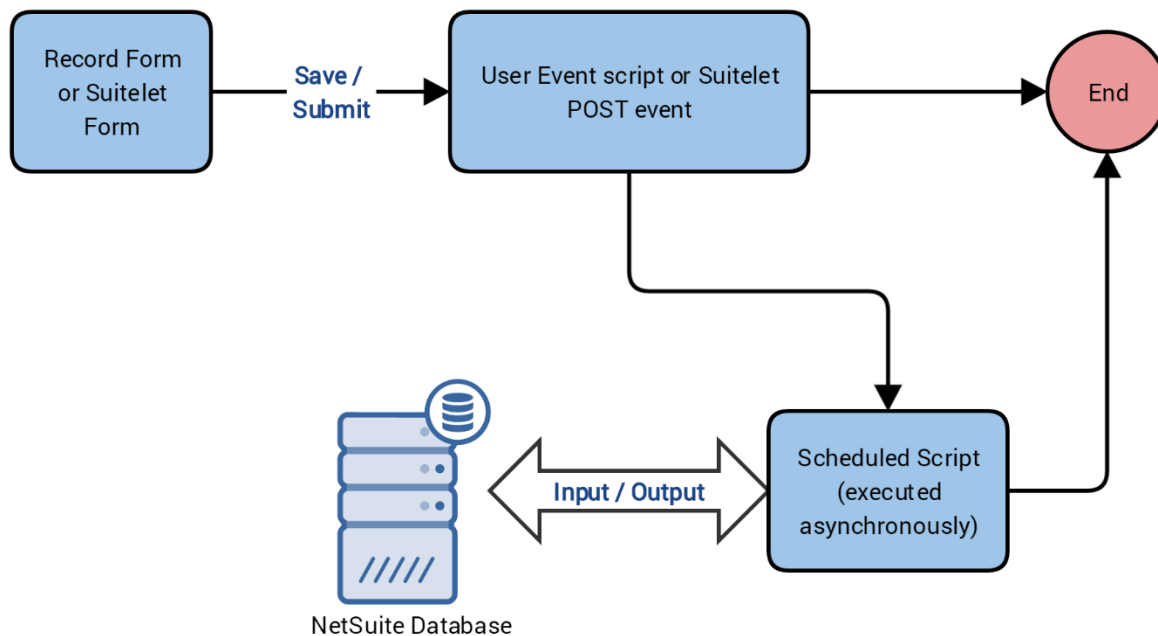 Record Form
or Suitelet
Form
Save /
Submit
User Event script or Suitelet
POST event
End
Scheduled Script
(executed
asynchronously)
Input / Output
NetSuite Database